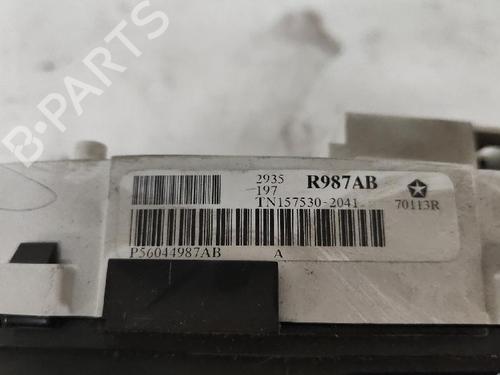 B-PARTS
2935 R987AB
197
TN157530-2041 70113R
P56044987AB A